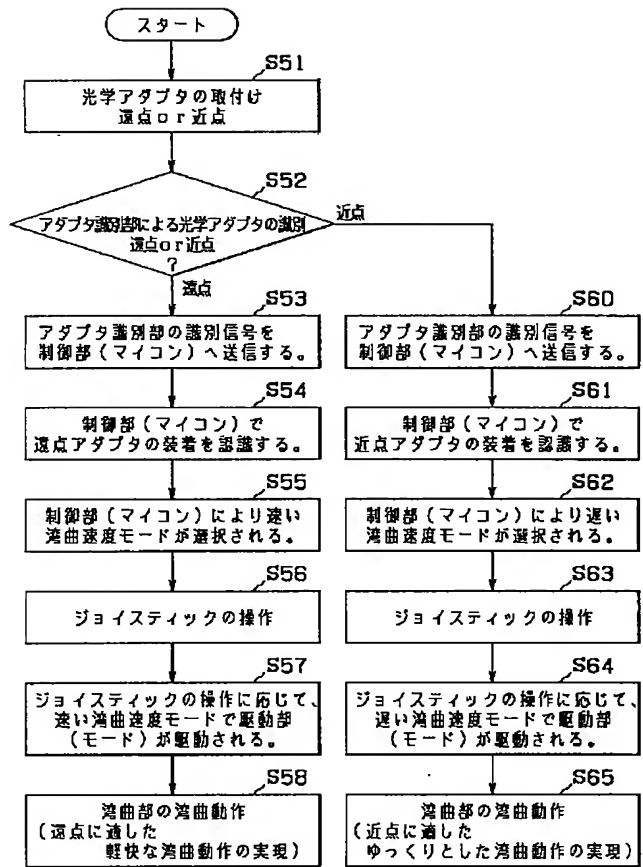 スタート
S51
光学アダプタの取付け
遠点or近点
S52
アダプタ識別部による光学アダプタの識別
遠点or近点
?
近点
遠点
S53
アダプタ識別部の識別信号を
制御部(マイコン)へ送信する。
S54
制御部(マイコン)で
遠点アダプタの装着を認識する。
S55
制御部(マイコン)により速い
湾曲速度モードが選択される。
S56
ジョイスティックの操作
S57
ジョイスティックの操作に応じて、
速い湾曲速度モードで駆動部
(モード)が駆動される。
S58
湾曲部の湾曲動作
(遠点に適した
軽快な湾曲動作の実現)
S60
アダプタ識別部の識別信号を
制御部(マイコン)へ送信する。
S61
制御部(マイコン)で
近点アダプタの装着を認識する。
S62
制御部(マイコン)により遅い
湾曲速度モードが選択される。
S63
ジョイスティックの操作
S64
ジョイスティックの操作に応じて、
遅い湾曲速度モードで駆動部
(モード)が駆動される。
S65
湾曲部の湾曲動作
(近点に適した
ゆっくりとした湾曲動作の実現)